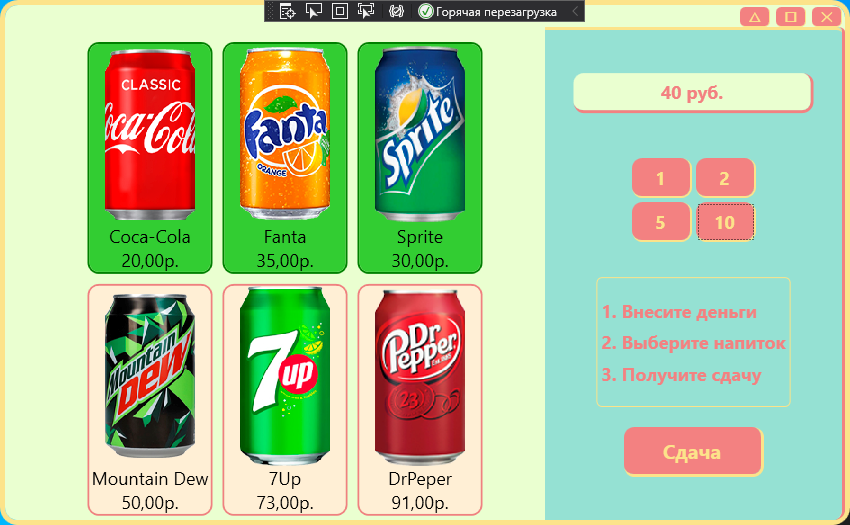 Горячая перезагрузка
CLASSIC
Coca-Cola
Coca-Cola
20,00р.
Fanta
ORANGE
Fanta
35,00р.
Sprite
Sprite
30,00р.
Mountain
DEW
Mountain Dew
50,00р.
7up
7Up
73,00р.
Dr
Pepper
23
DrPeper
91,00р.
40 руб.
1 2
5 10
1. Внесите деньги
2. Выберите напиток
3. Получите сдачу
Сдача